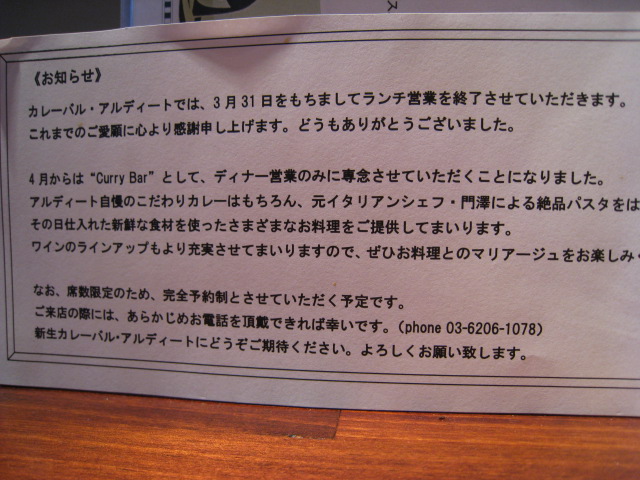 ス
《お知らせ》
カレーバル・アルディートでは、3月31日をもちましてランチ営業を終了させていただきます。
これまでのご愛願に心より感謝申し上げます。どうもありがとうございました。
4月からは“Curry Bar”として、ディナー営業のみに専念させていただくことになりました。
アルディート自慢のこだわりカレーはもちろん、元イタリアンシェフ・門澤による絶品パスタをは
その日仕入れた新鮮な食材を使ったさまざまなお料理をご提供してまいります。
ワインのラインアップもより充実させてまいりますので、ぜひお料理とのマリアージュをお楽しみ
なお、席数限定のため、完全予約制とさせていただく予定です。
ご来店の際には、あらかじめお電話を頂戴できれば幸いです。(phone 03-6206-1078)
新生カレーバル・アルディートにどうぞご期待ください。よろしくお願い致します。